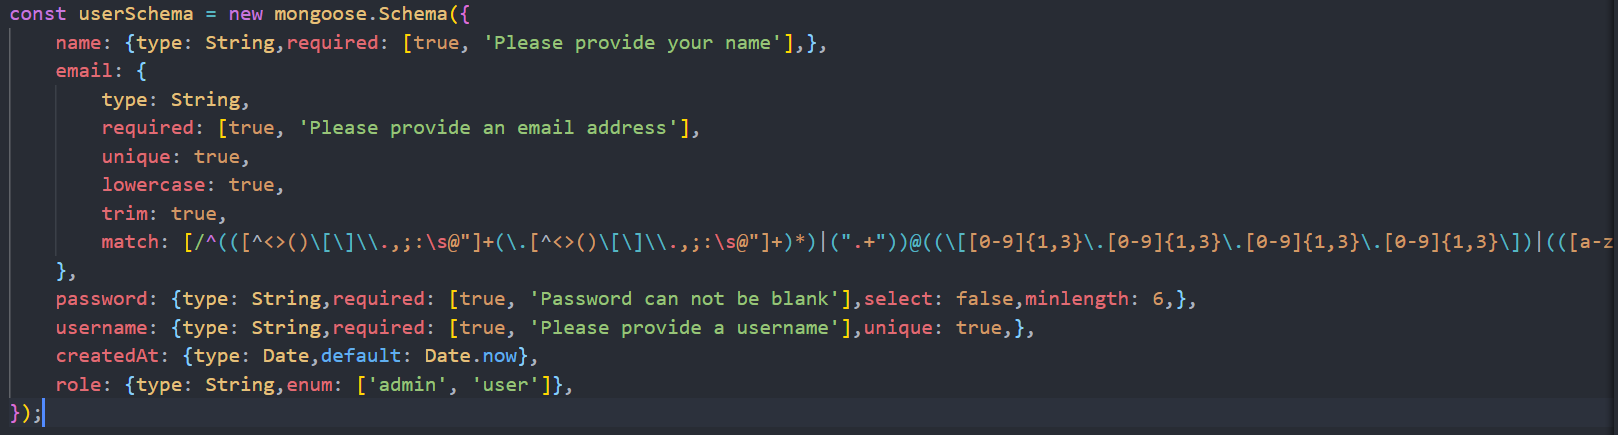 const userSchema = new mongoose.Schema({
    name: {type: String,required: [true, 'Please provide your name'],},
    email: {
        type: String,
        required: [true, 'Please provide an email address'],
        unique: true,
        lowercase: true,
        trim: true,
        match: [/^(([^<>()\[\]\\.,;:\s@"]+(\.[^<>()\[\]\\.,;:\s@"]+)*)|(".+"))@((\[[0-9]{1,3}\.[0-9]{1,3}\.[0-9]{1,3}\.[0-9]{1,3}\])|(([a-z
    },
    password: {type: String,required: [true, 'Password can not be blank'],select: false,minlength: 6,},
    username: {type: String,required: [true, 'Please provide a username'],unique: true,},
    createdAt: {type: Date,default: Date.now},
    role: {type: String,enum: ['admin', 'user']},
});